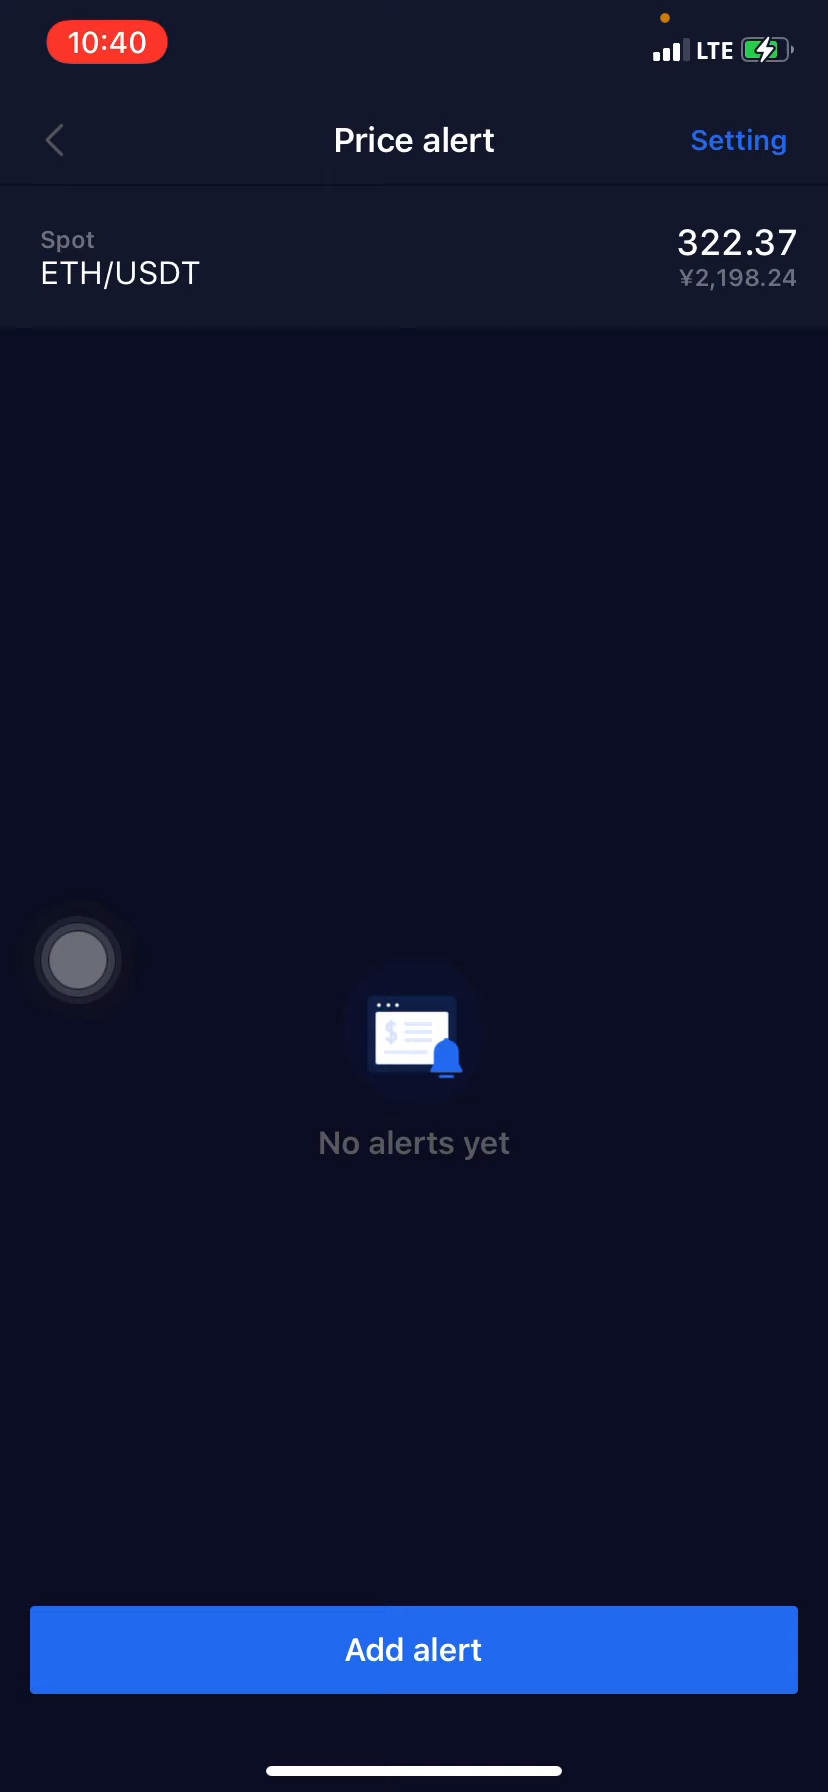 10:40
LTE
Price alert
Setting
Spot
322.37
ETH/USDT
¥2,198.24
$
No alerts yet
Add alert